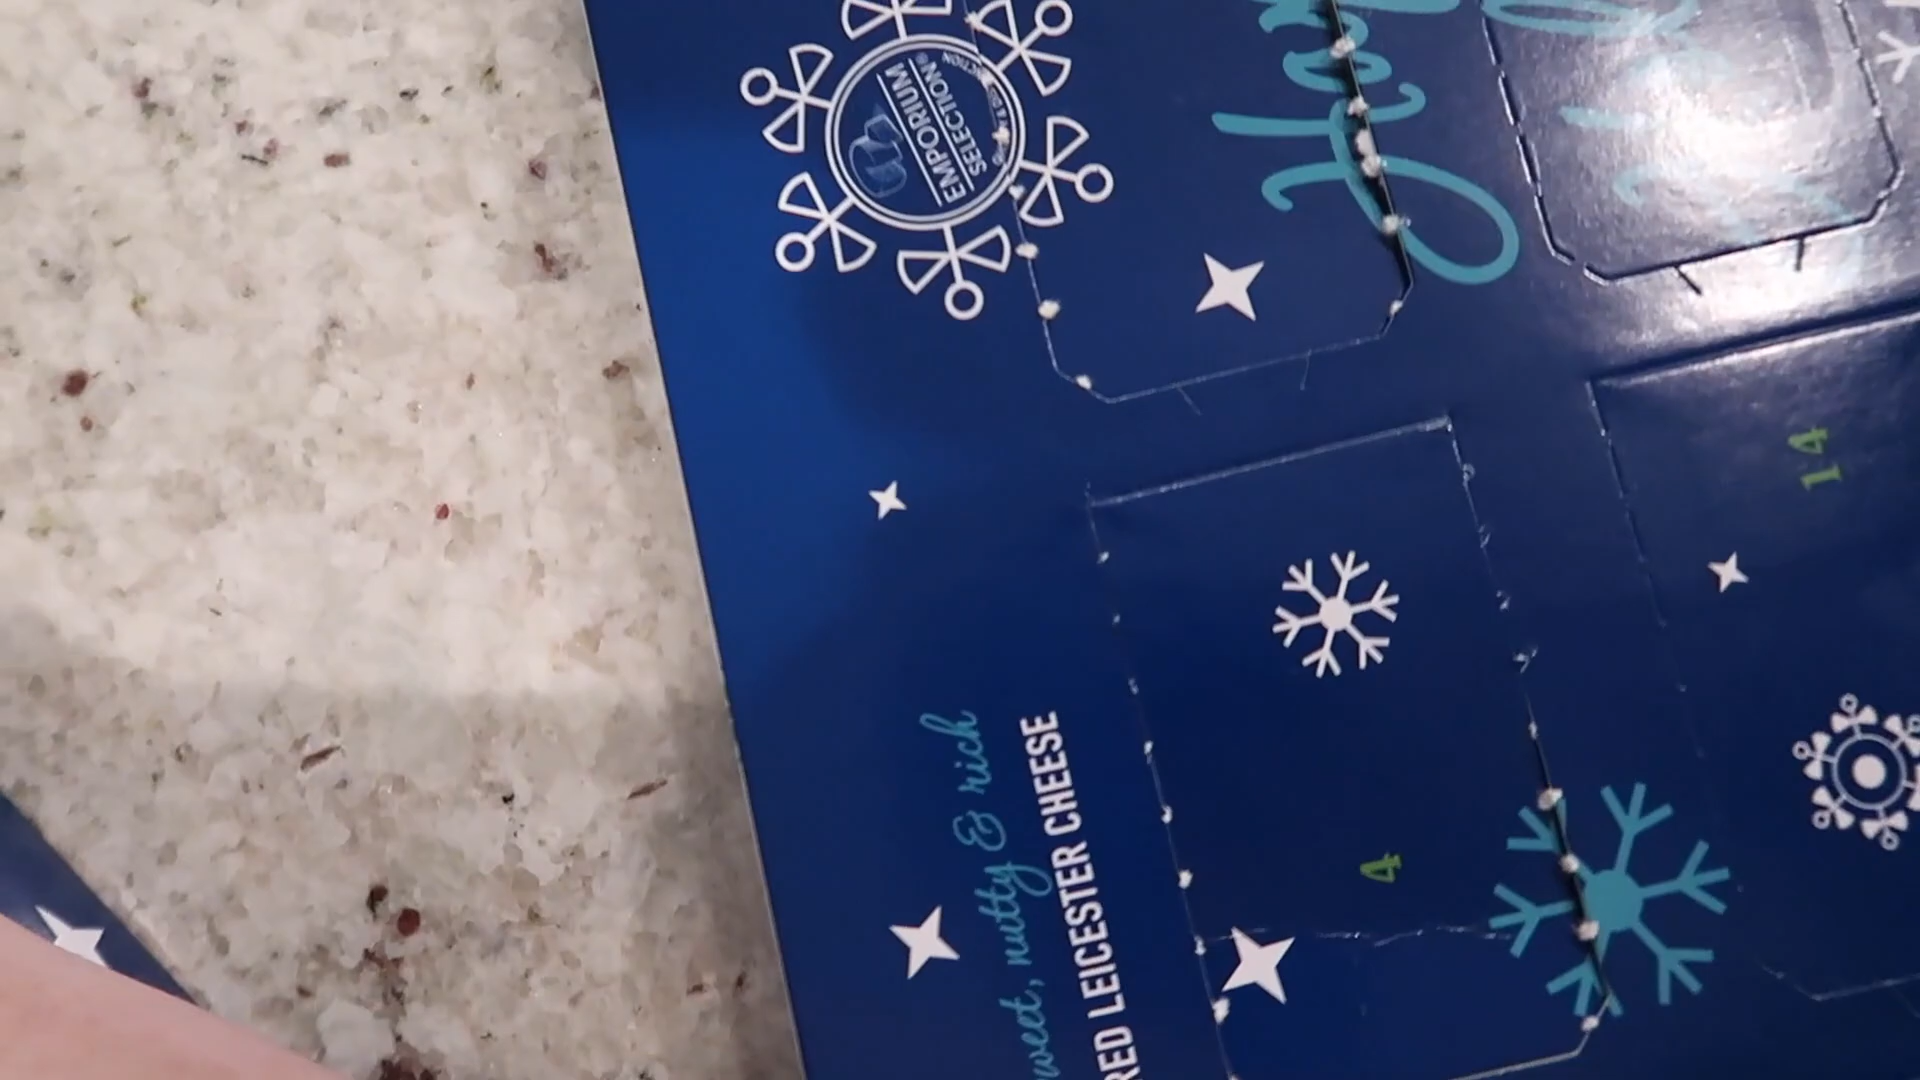 EMPORIUM
SELECTION®
14
4
sweet, nutty & rich
RED LEICESTER CHEESE